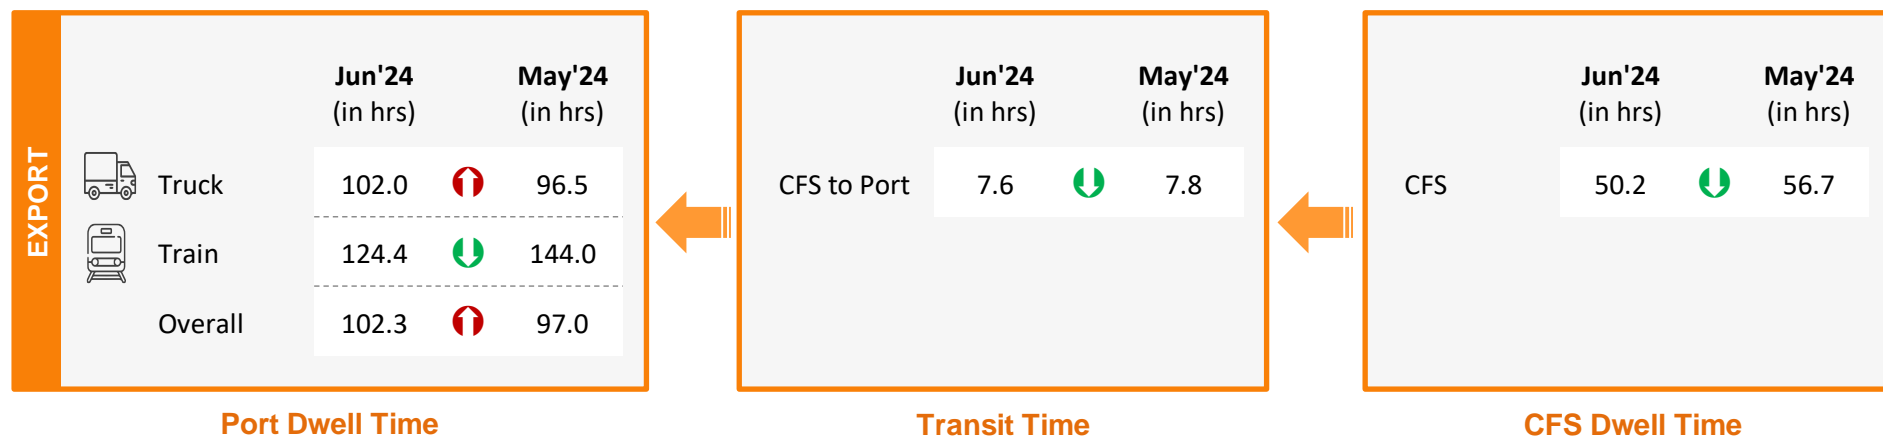 EXPORT
Jun'24 May'24
(in hrs) (in hrs)
Truck 102.0 96.5
Train 124.4 144.0
Overall 102.3 97.0
Port Dwell Time
Jun'24 May'24
(in hrs) (in hrs)
CFS to Port 7.6 7.8
Transit Time
Jun'24 May'24
(in hrs) (in hrs)
CFS 50.2 56.7
CFS Dwell Time